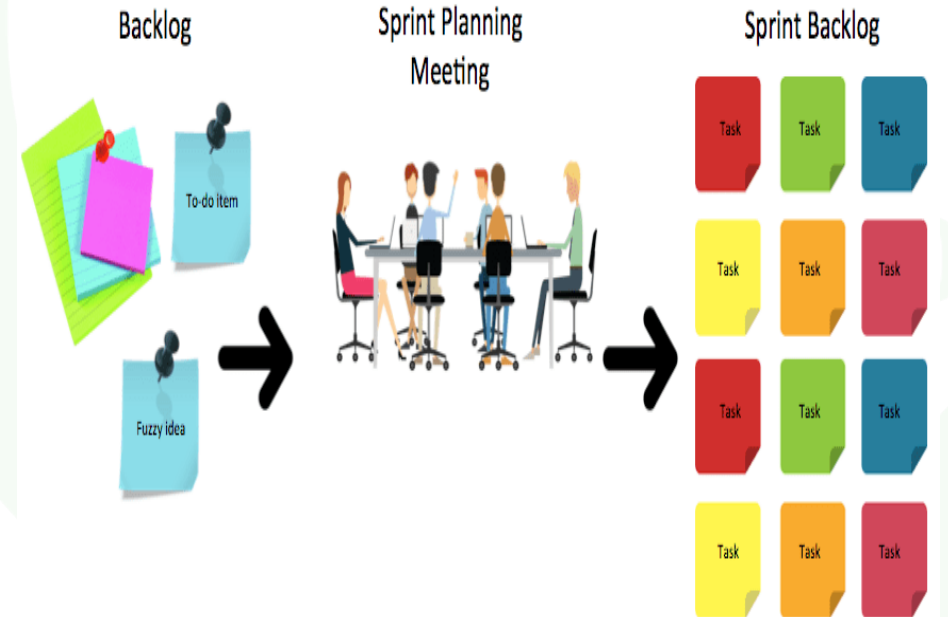 Backlog
Sprint Planning
Meeting
Sprint Backlog
To-do item
Fuzzy idea
Task
Task
Task
Task
Task
Task
Task
Task
Task
Task
Task
Task